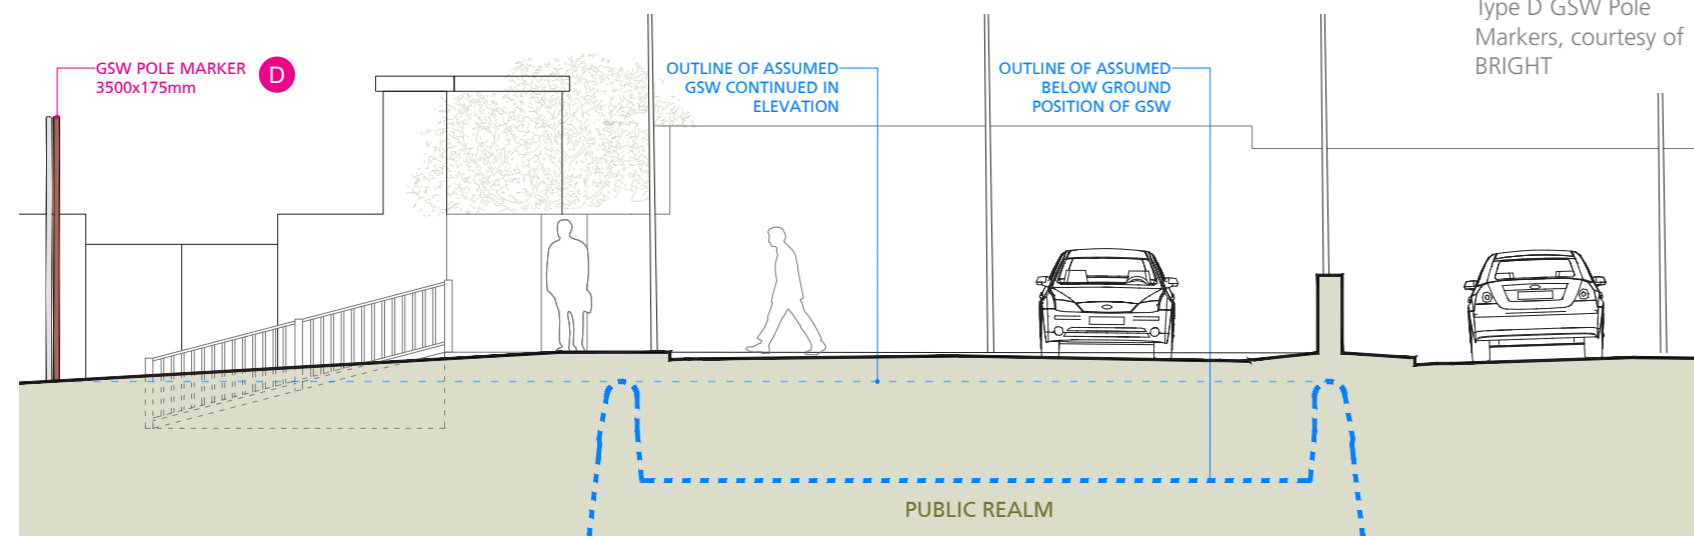 GSW POLE MARKER
3500x175mm
D
OUTLINE OF ASSUMED
GSW CONTINUED IN
ELEVATION
OUTLINE OF ASSUMED
BELOW GROUND
POSITION OF GSW
Type D GSW Pole
Markers, courtesy of
BRIGHT
PUBLIC REALM